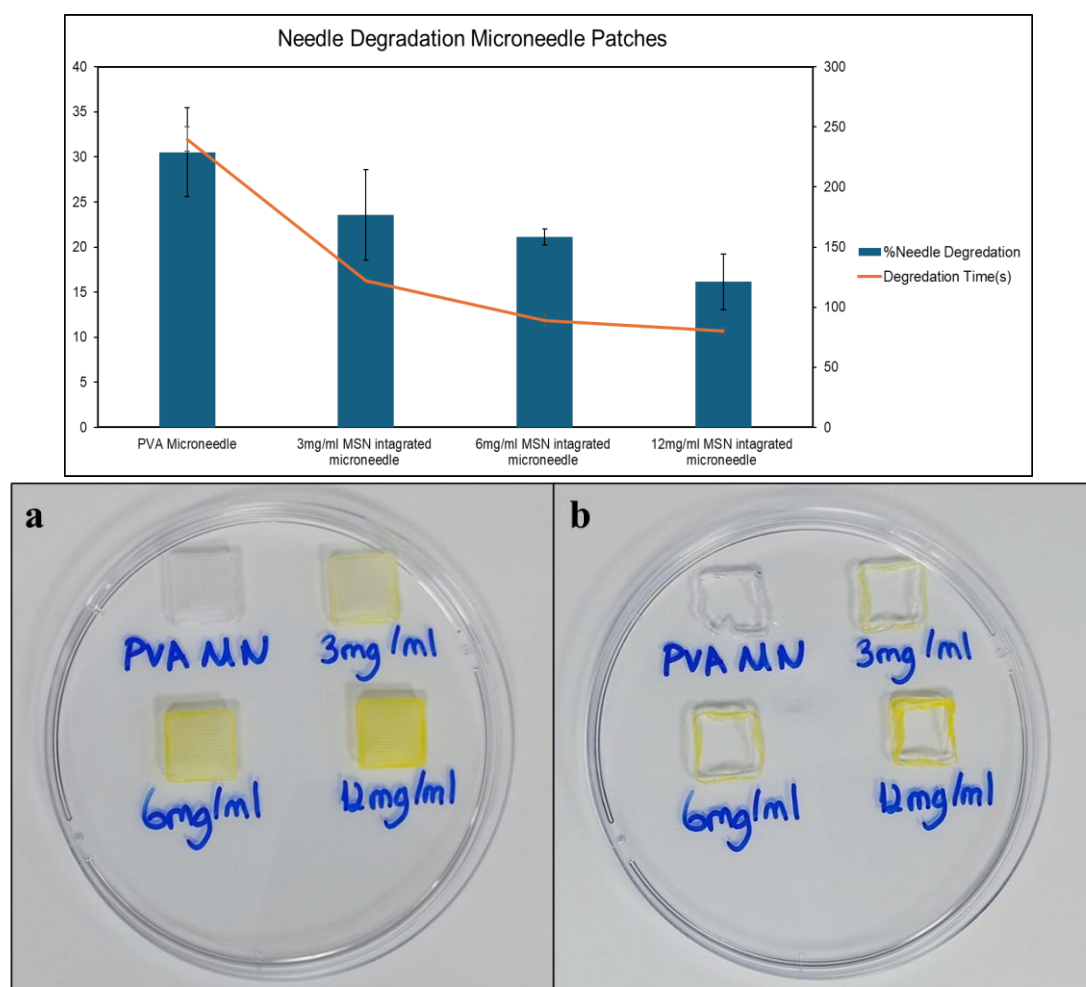 Needle Degradation Microneedle Patches
40
35
30
25
20
15
10
5
0
300
250
200
150
100
50
0
PVA Microneedle
3mg/ml MSN intagrated
microneedle
6mg/ml MSN intagrated
microneedle
12mg/ml MSN intagrated
microneedle
%Needle Degredation
Degredation Time(s)
a
PVA MN
3mg/ml
6mg/ml
12mg/ml
b
PVA MN
3mg/ml
6mg/ml
12mg/ml